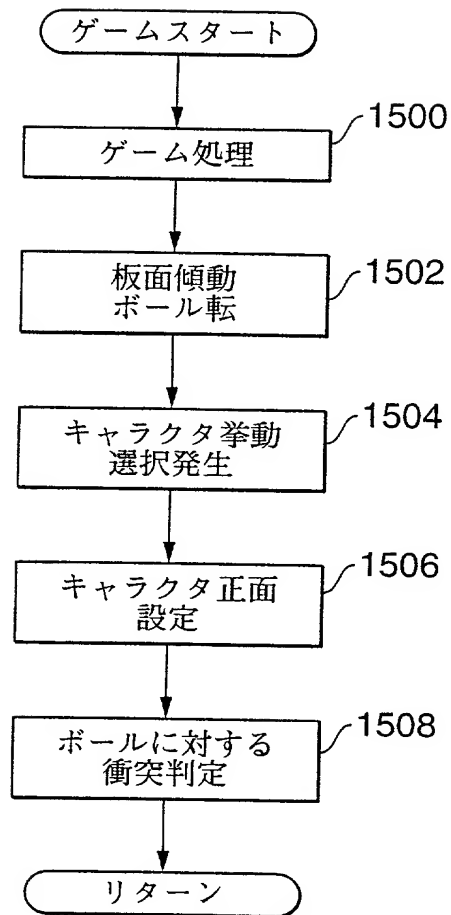 ゲームスタート
1500
ゲーム処理
1502
板面傾動
ボール転
1504
キャラクタ挙動
選択発生
1506
キャラクタ正面
設定
1508
ボールに対する
衝突判定
リターン